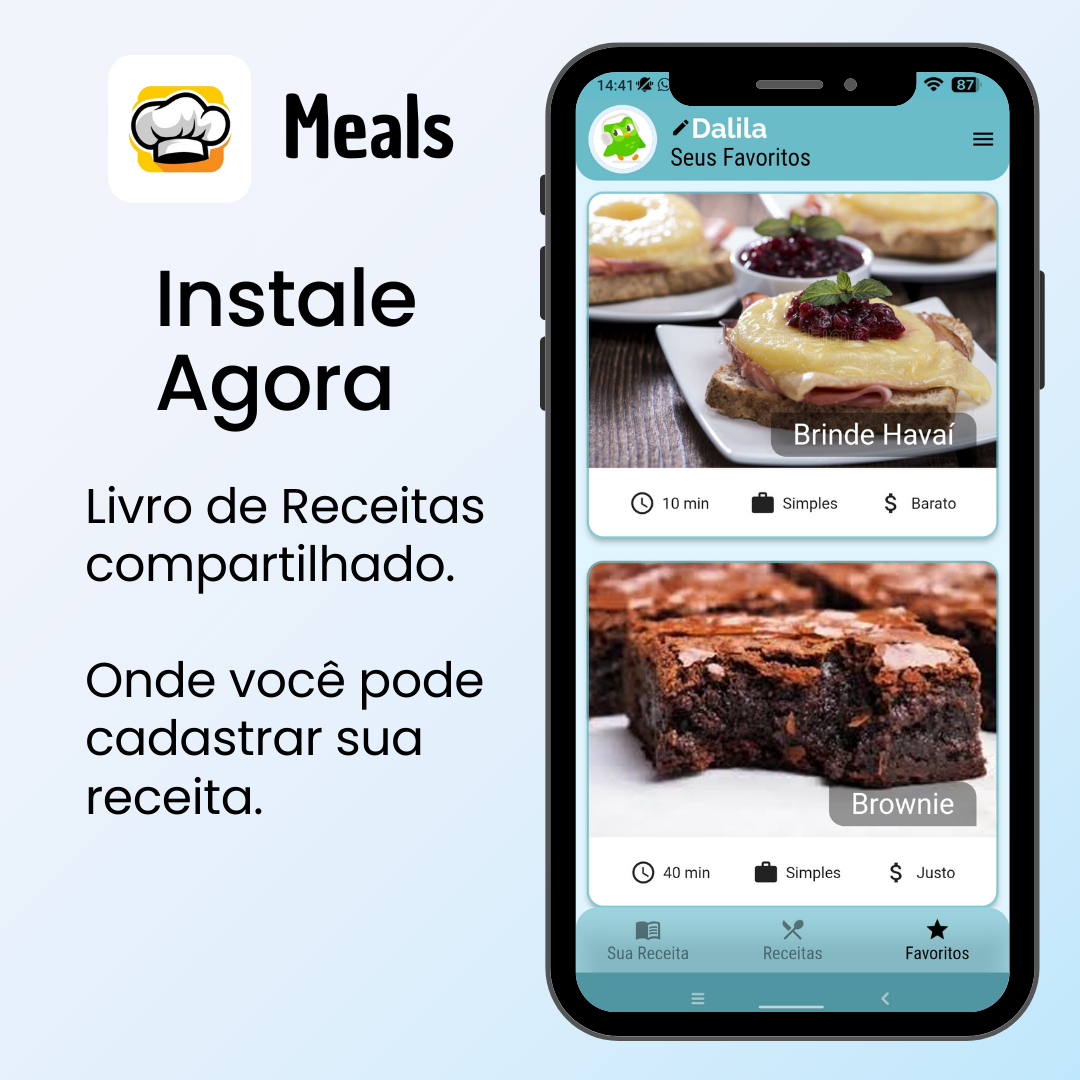 Meals
Instale
Agora
Livro de Receitas
compartilhado.
Onde você pode
cadastrar sua
receita.
14:41
87
Dalila
Seus Favoritos
Brinde Havaí
10 min
Simples
$ Barato
Brownie
40 min
Simples
$ Justo
Sua Receita
Receitas
Favoritos